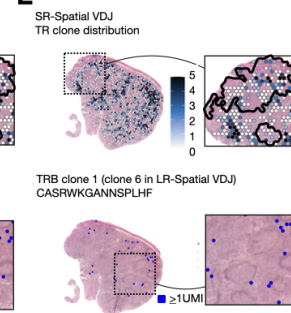 E
SR-Spatial VDJ
TR clone distribution
5
4
3
2
1
0
TRB clone 1 (clone 6 in LR-Spatial VDJ)
CASRWKGANNSPLHF
≥1UMI